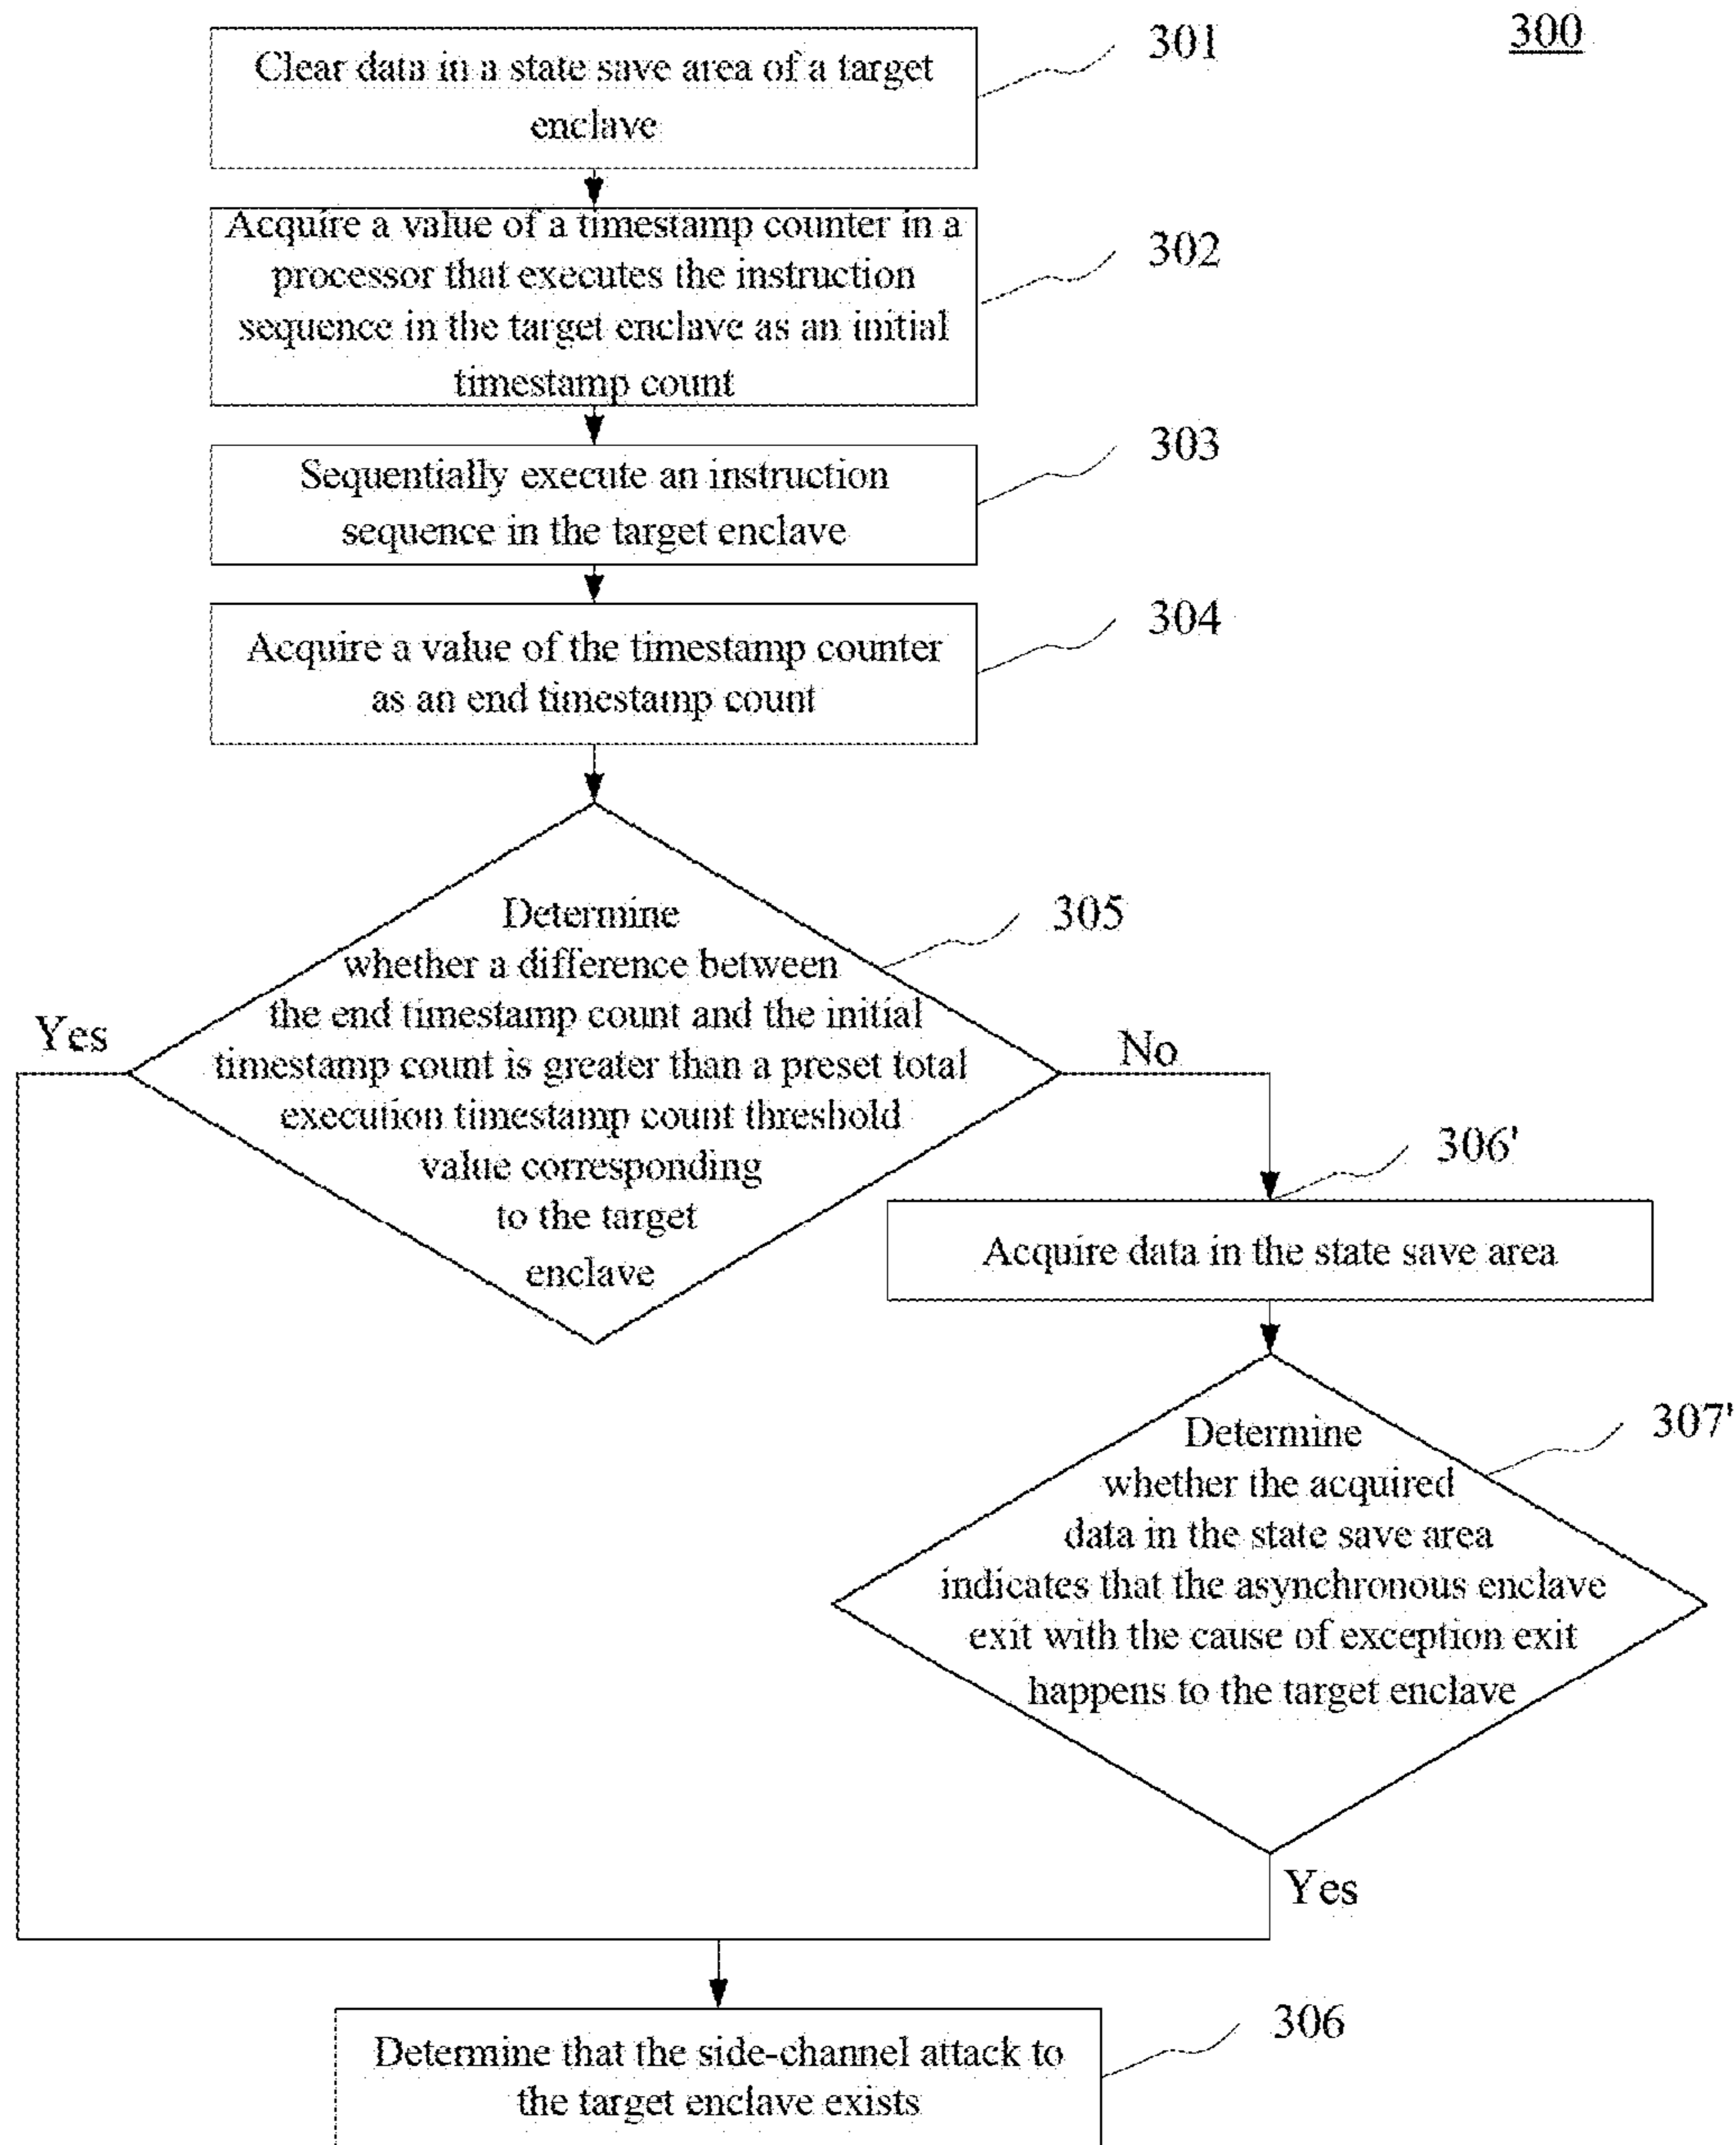 300
Clear data in a state save area of a target
enclave
301
Acquire a value of a timestamp counter in a
processor that executes the instruction
sequence in the target enclave as an initial
timestamp count
302
Sequentially execute an instruction
sequence in the target enclave
303
Acquire a value of the timestamp counter
as an end timestamp count
304
Determine
whether a difference between
the end timestamp count and the initial
timestamp count is greater than a preset total
execution timestamp count threshold
value corresponding
to the target
enclave
305
Yes
No
306'
Acquire data in the state save area
Determine
whether the acquired
data in the state save area
indicates that the asynchronous enclave
exit with the cause of exception exit
happens to the target enclave
307'
Yes
Determine that the side-channel attack to
the target enclave exists
306